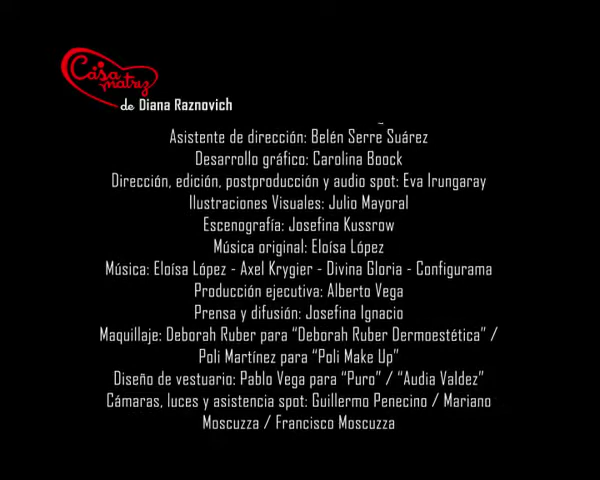 Casa
matriz
de Diana Raznovich
Asistente de dirección: Belén Serré Suárez
Desarrollo gráfico: Carolina Boock
Dirección, edición, postproducción y audio spot: Eva Irungaray
Ilustraciones Visuales: Julio Mayoral
Escenografía: Josefina Kussrow
Música original: Eloísa López
Música: Eloísa López - Axel Krygier - Divina Gloria - Configurama
Producción ejecutiva: Alberto Vega
Prensa y difusión: Josefina Ignacio
Maquillaje: Deborah Ruber para “Deborah Ruber Dermoestética” /
Poli Martínez para “Poli Make Up”
Diseño de vestuario: Pablo Vega para “Puro” / “Audia Valdez”
Cámaras, luces y asistencia spot: Guillermo Penecino / Mariano
Moscuzza / Francisco Moscuzza